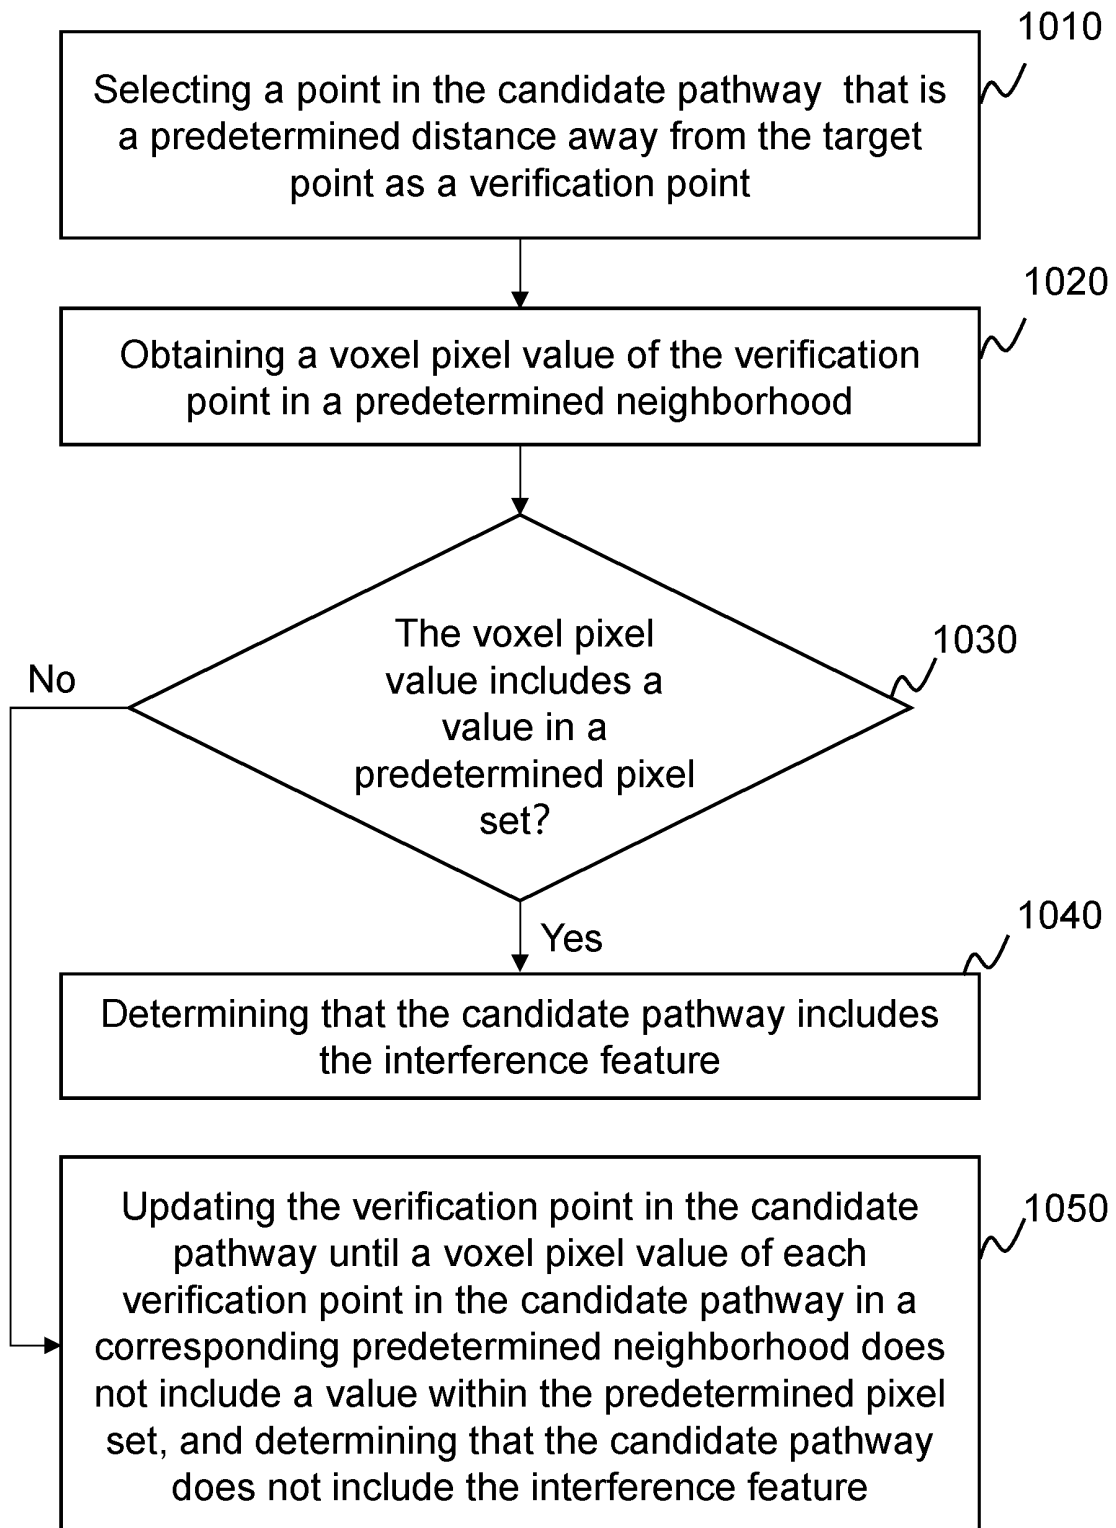 1010
Selecting a point in the candidate pathway that is
a predetermined distance away from the target
point as a verification point
1020
Obtaining a voxel pixel value of the verification
point in a predetermined neighborhood
The voxel pixel
value includes a
value in a
predetermined pixel
set?
1030
No
Yes
1040
Determining that the candidate pathway includes
the interference feature
1050
Updating the verification point in the candidate
pathway until a voxel pixel value of each
verification point in the candidate pathway in a
corresponding predetermined neighborhood does
not include a value within the predetermined pixel
set, and determining that the candidate pathway
does not include the interference feature